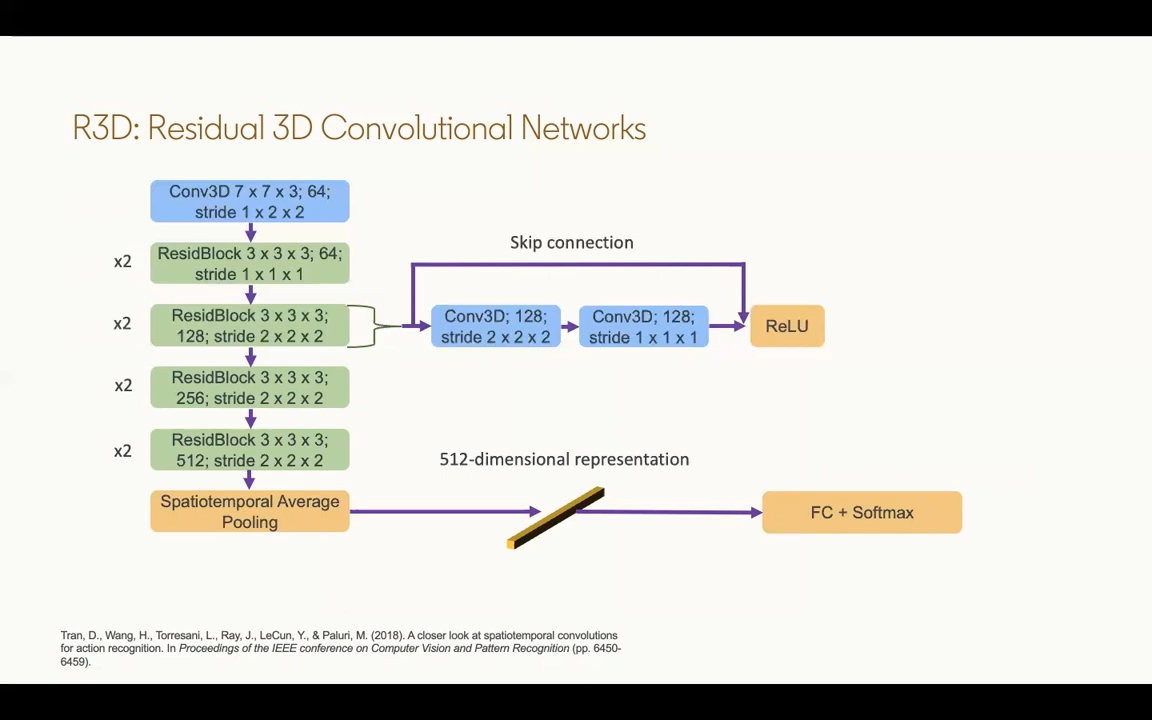 R3D: Residual 3D Convolutional Networks
Conv3D 7 x 7 x 3; 64;
stride 1 x 2 x 2
x2
ResidBlock 3 x 3 x 3; 64;
stride 1 x 1 x 1
x2
ResidBlock 3 x 3 x 3;
128; stride 2 x 2 x 2
Skip connection
Conv3D; 128;
stride 2 x 2 x 2
Conv3D; 128;
stride 1 x 1 x 1
ReLU
x2
ResidBlock 3 x 3 x 3;
256; stride 2 x 2 x 2
x2
ResidBlock 3 x 3 x 3;
512; stride 2 x 2 x 2
512-dimensional representation
Spatiotemporal Average
Pooling
FC + Softmax
Tran, D., Wang, H., Torresani, L., Ray, J., LeCun, Y., & Paluri, M. (2018). A closer look at spatiotemporal convolutions
for action recognition. In Proceedings of the IEEE conference on Computer Vision and Pattern Recognition (pp. 6450-
6459).